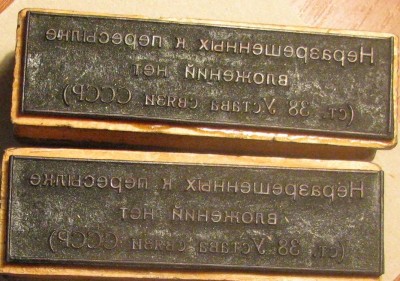 Неразрешенных к пересылке
вложений нет
(ст. 38 Устава связи СССР)
Неразрешенных к пересылке
вложений нет
(ст. 38 Устава связи СССР)